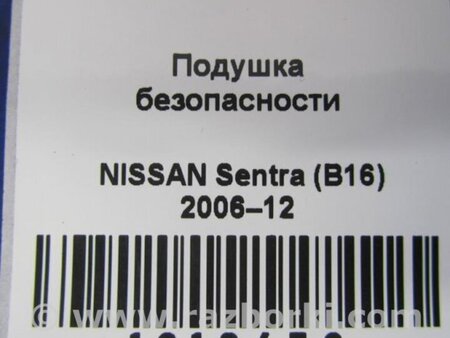 Подушка
безопасности
NISSAN Sentra (B16)
2006–12
© www.razborki.com